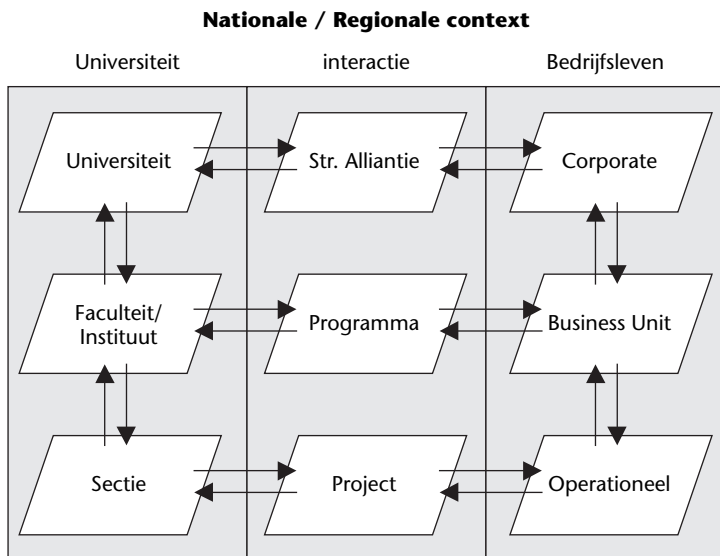 Nationale / Regionale context
Universiteit interactie Bedrijfsleven
Universiteit Str. Alliantie Corporate
Faculteit/
Instituut Programma Business Unit
Sectie Project Operationeel